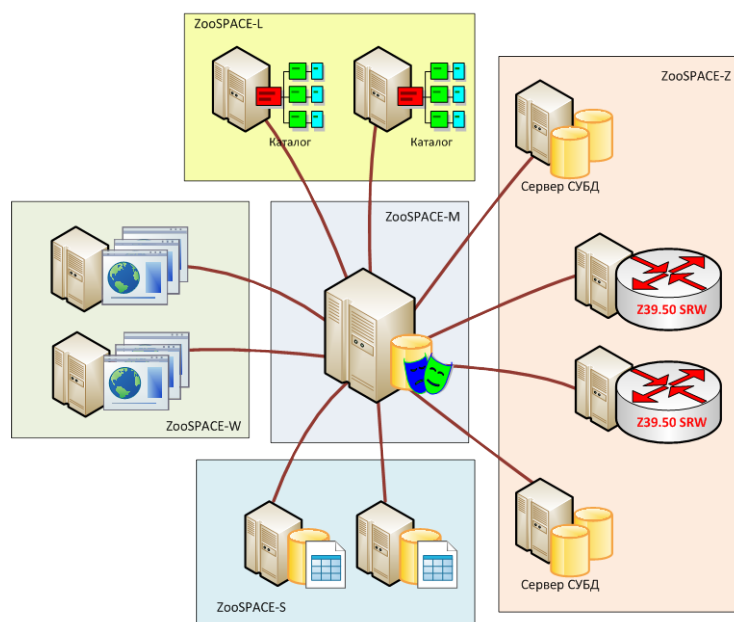 ZooSPACE-L
Каталог
Каталог
ZooSPACE-Z
Сервер СУБД
ZooSPACE-M
Z39.50 SRW
Z39.50 SRW
ZooSPACE-W
Сервер СУБД
ZooSPACE-S